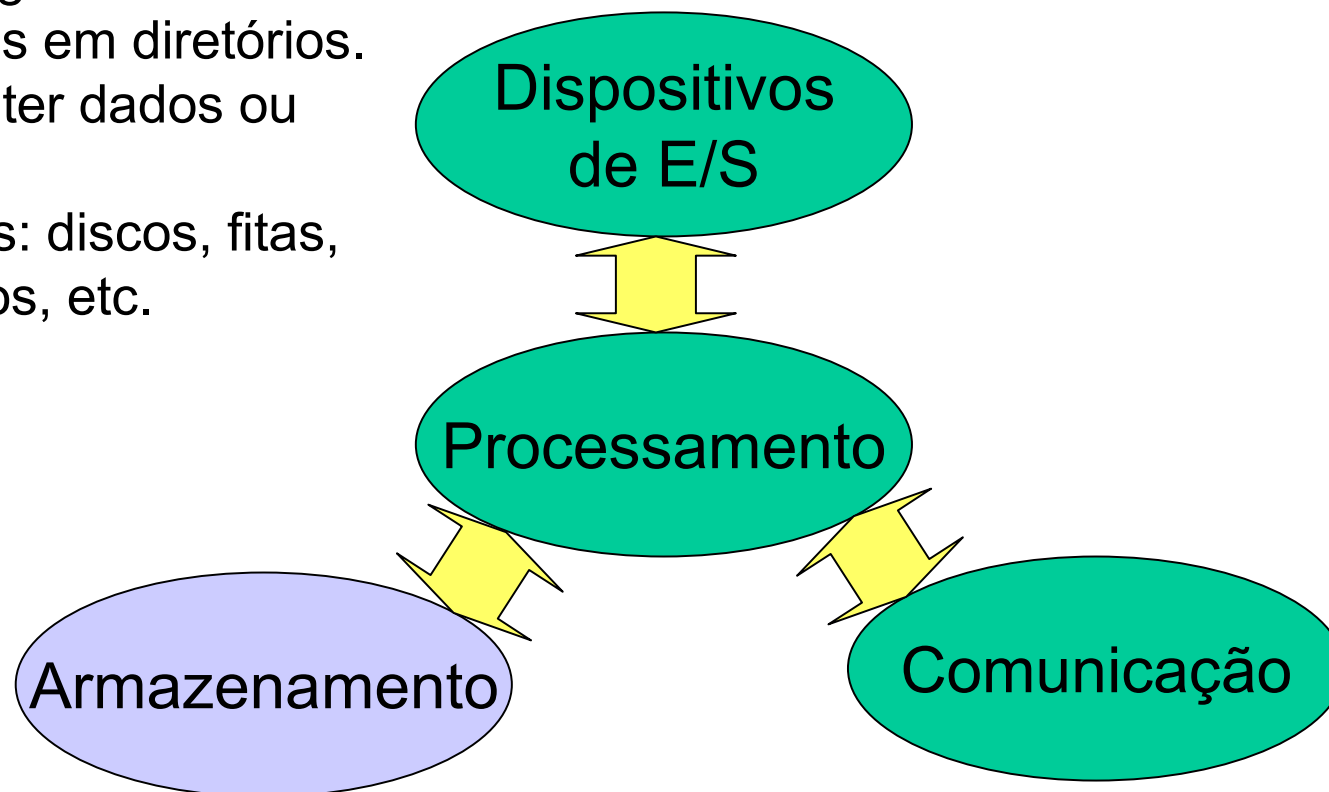 s em diretórios.
ter dados ou
s: discos, fitas,
os, etc.
Dispositivos
de E/S
Processamento
Armazenamento
Comunicação